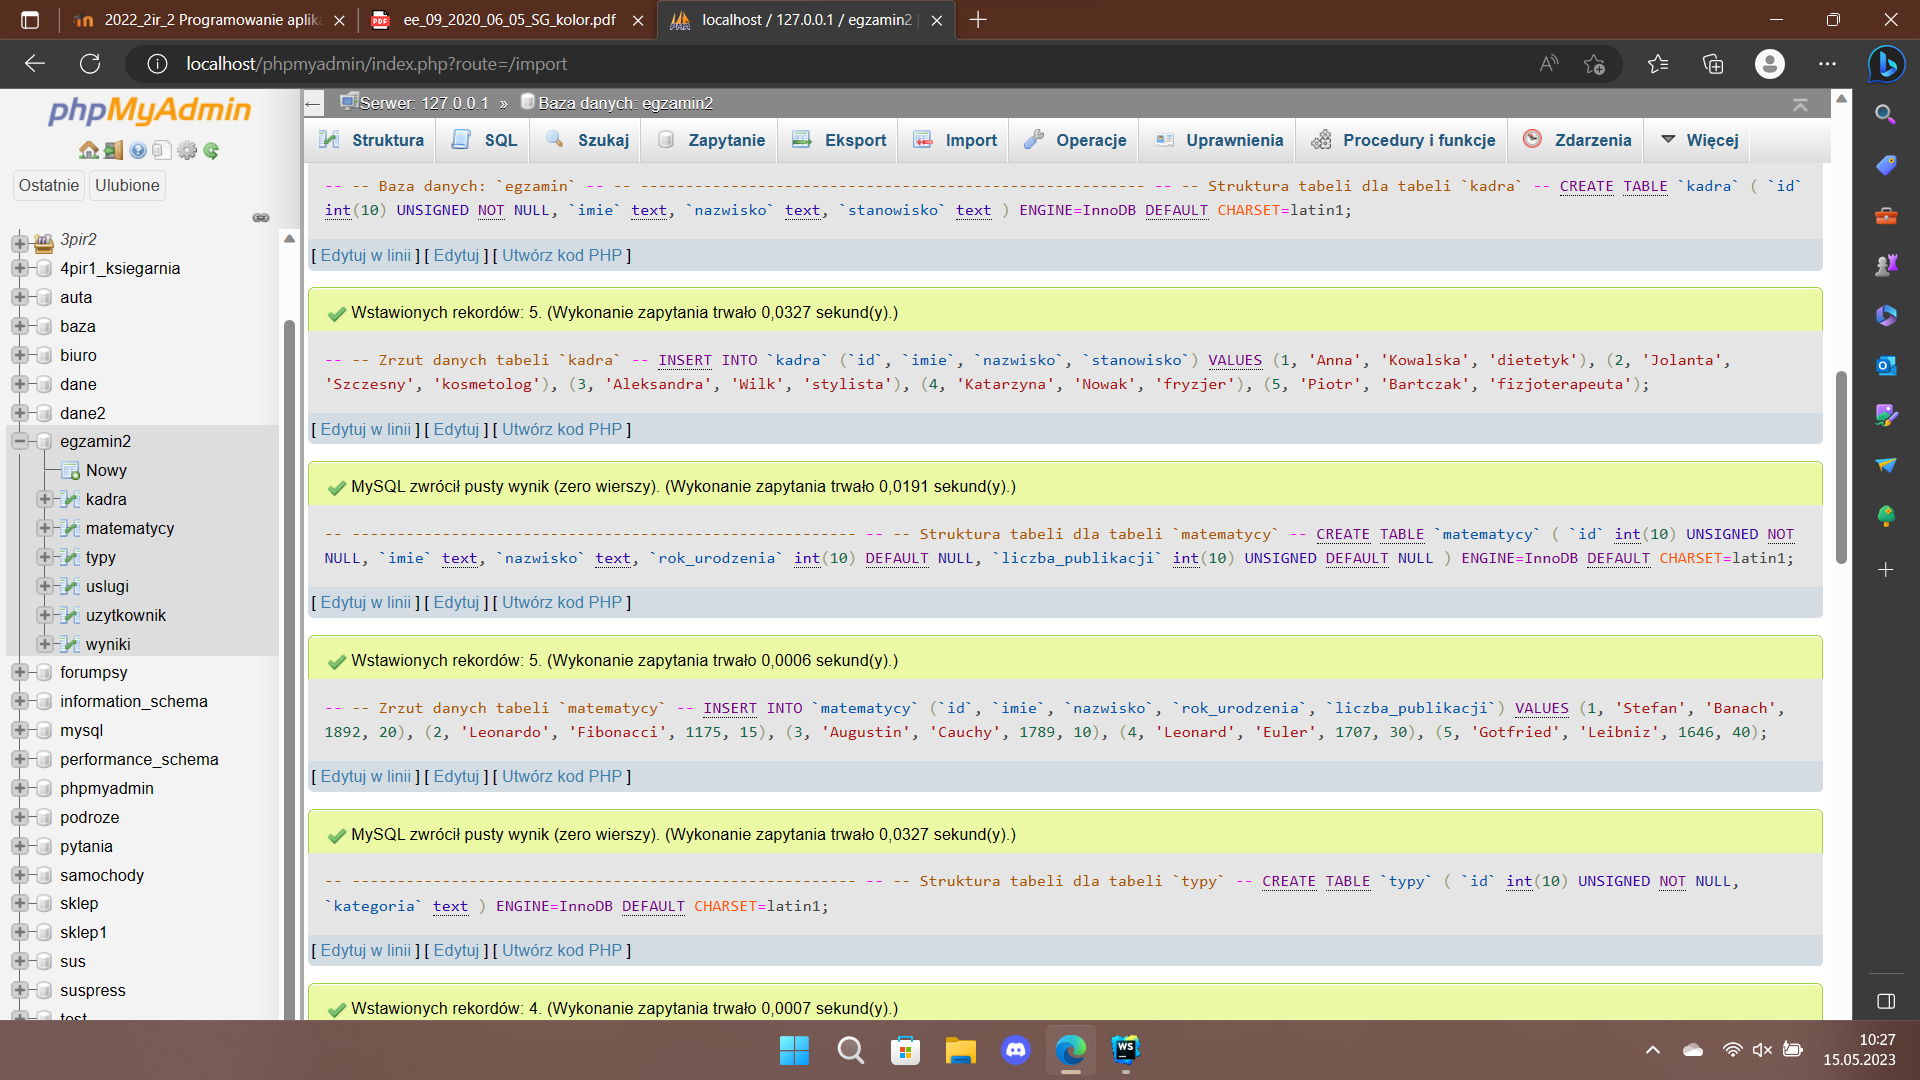 2022_2ir_2 Programowanie aplika
ee_09_2020_06_05_SG_kolor.pdf
localhost / 127.0.0.1 / egzamin2
localhost/phpmyadmin/index.php?route=/import
phpMyAdmin
Ostatnie Ulubione
3pir2
4pir1_ksiegarnia
auta
baza
biuro
dane
dane2
egzamin2
Nowy
kadra
matematycy
typy
uslugi
uzytkownik
wyniki
forumpsy
information_schema
mysql
performance_schema
phpmyadmin
podroze
pytania
samochody
sklep
sklep1
sus
suspress
test
Serwer: 127.0.0.1 » Baza danych: egzamin2
Struktura SQL Szukaj Zapytanie Eksport Import Operacje Uprawnienia Procedury i funkcje Zdarzenia Więcej
-- -- Baza danych: `egzamin` -- -- -------------------------------------------------------- -- -- Struktura tabeli dla tabeli `kadra` -- CREATE TABLE `kadra` ( `id`
int(10) UNSIGNED NOT NULL, `imie` text, `nazwisko` text, `stanowisko` text ) ENGINE=InnoDB DEFAULT CHARSET=latin1;
[ Edytuj w linii ] [ Edytuj ] [ Utwórz kod PHP ]
Wstawionych rekordów: 5. (Wykonanie zapytania trwało 0,0327 sekund(y).)
-- -- Zrzut danych tabeli `kadra` -- INSERT INTO `kadra` (`id`, `imie`, `nazwisko`, `stanowisko`) VALUES (1, 'Anna', 'Kowalska', 'dietetyk'), (2, 'Jolanta',
'Szczesny', 'kosmetolog'), (3, 'Aleksandra', 'Wilk', 'stylista'), (4, 'Katarzyna', 'Nowak', 'fryzjer'), (5, 'Piotr', 'Bartczak', 'fizjoterapeuta');
[ Edytuj w linii ] [ Edytuj ] [ Utwórz kod PHP ]
MySQL zwrócił pusty wynik (zero wierszy). (Wykonanie zapytania trwało 0,0191 sekund(y).)
-- -------------------------------------------------------- -- -- Struktura tabeli dla tabeli `matematycy` -- CREATE TABLE `matematycy` ( `id` int(10) UNSIGNED NOT
NULL, `imie` text, `nazwisko` text, `rok_urodzenia` int(10) DEFAULT NULL, `liczba_publikacji` int(10) UNSIGNED DEFAULT NULL ) ENGINE=InnoDB DEFAULT CHARSET=latin1;
[ Edytuj w linii ] [ Edytuj ] [ Utwórz kod PHP ]
Wstawionych rekordów: 5. (Wykonanie zapytania trwało 0,0006 sekund(y).)
-- -- Zrzut danych tabeli `matematycy` -- INSERT INTO `matematycy` (`id`, `imie`, `nazwisko`, `rok_urodzenia`, `liczba_publikacji`) VALUES (1, 'Stefan', 'Banach',
1892, 20), (2, 'Leonardo', 'Fibonacci', 1175, 15), (3, 'Augustin', 'Cauchy', 1789, 10), (4, 'Leonard', 'Euler', 1707, 30), (5, 'Gotfried', 'Leibniz', 1646, 40);
[ Edytuj w linii ] [ Edytuj ] [ Utwórz kod PHP ]
MySQL zwrócił pusty wynik (zero wierszy). (Wykonanie zapytania trwało 0,0327 sekund(y).)
-- -------------------------------------------------------- -- -- Struktura tabeli dla tabeli `typy` -- CREATE TABLE `typy` ( `id` int(10) UNSIGNED NOT NULL,
`kategoria` text ) ENGINE=InnoDB DEFAULT CHARSET=latin1;
[ Edytuj w linii ] [ Edytuj ] [ Utwórz kod PHP ]
Wstawionych rekordów: 4. (Wykonanie zapytania trwało 0,0007 sekund(y).)
WS
10:27
15.05.2023